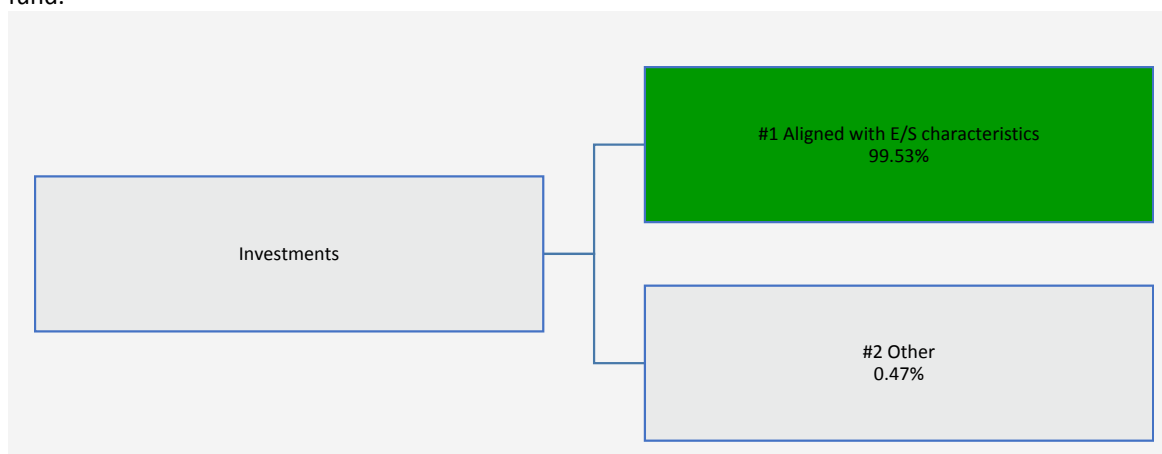 fund.
Investments
#1 Aligned with E/S characteristics
99.53%
#2 Other
0.47%